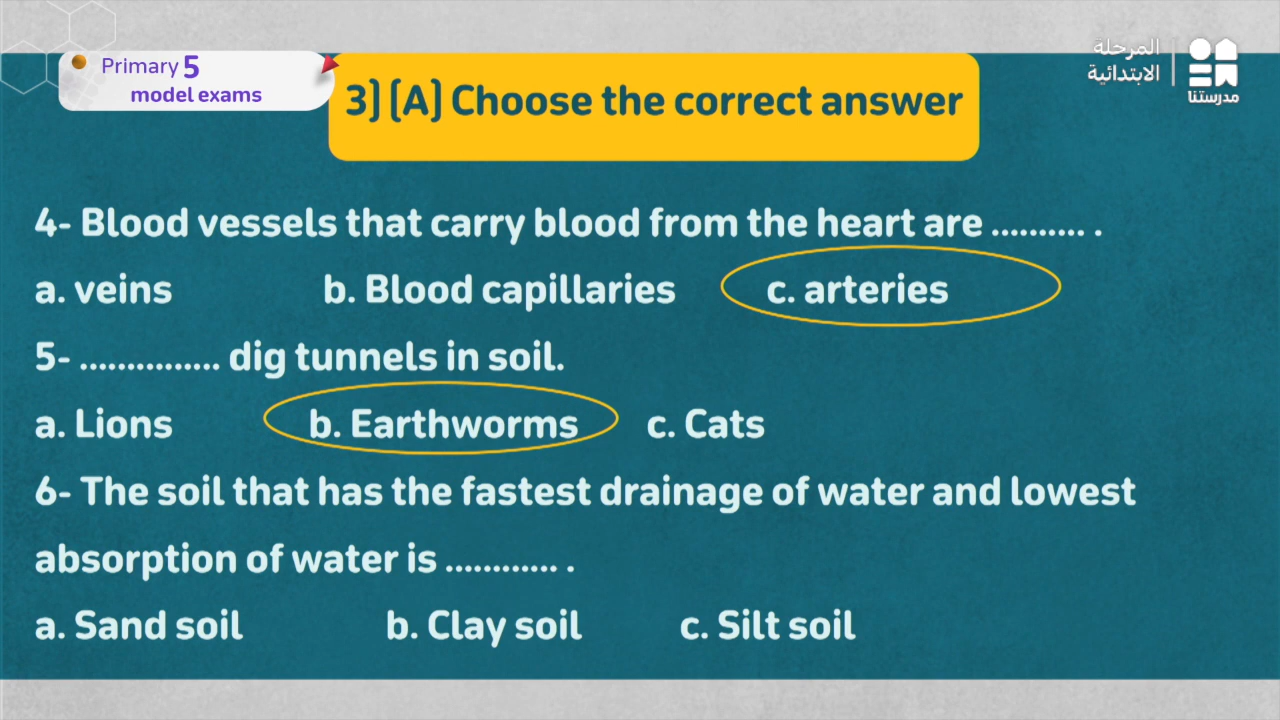 Primary 5
model exams
3) (A) Choose the correct answer
المرحلة
الابتدائية
مدرستنا
4- Blood vessels that carry blood from the heart are .......... .
a. veins b. Blood capillaries c. arteries
5- ............... dig tunnels in soil.
a. Lions b. Earthworms c. Cats
6- The soil that has the fastest drainage of water and lowest
absorption of water is ............ .
a. Sand soil b. Clay soil c. Silt soil